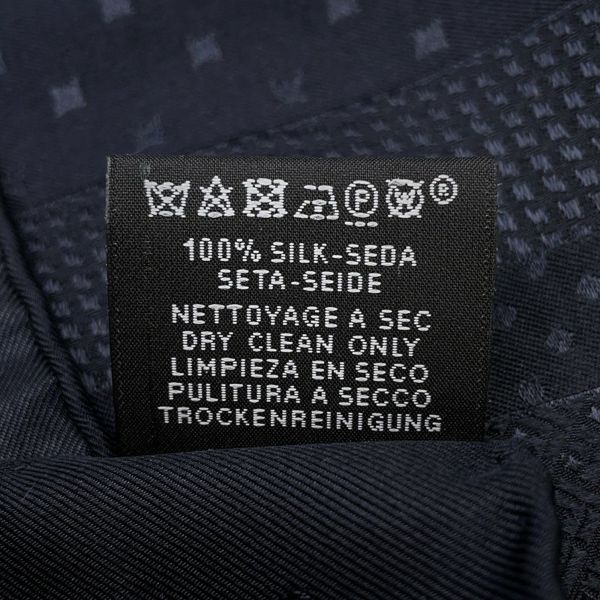 P W ®
100% SILK-SEDA
SETA-SEIDE
NETTOYAGE A SEC
DRY CLEAN ONLY
LIMPIEZA EN SECO
PULITURA A SECCO
TROCKENREINIGUNG